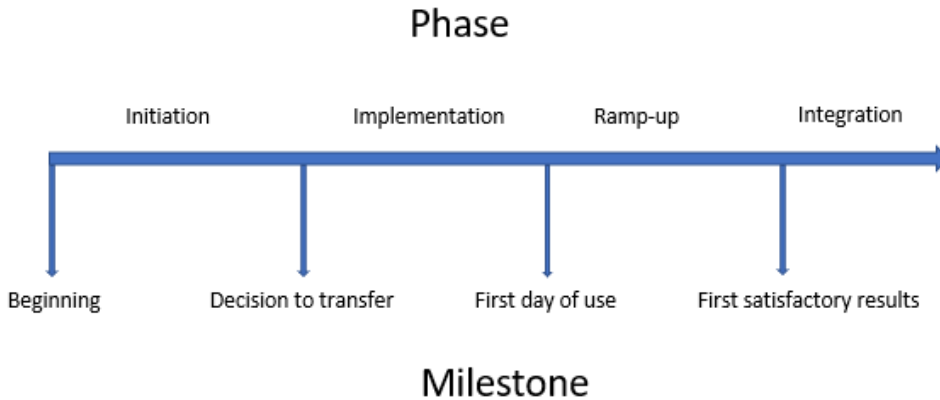 Phase
Initiation Implementation Ramp-up Integration
Beginning Decision to transfer First day of use First satisfactory results
Milestone